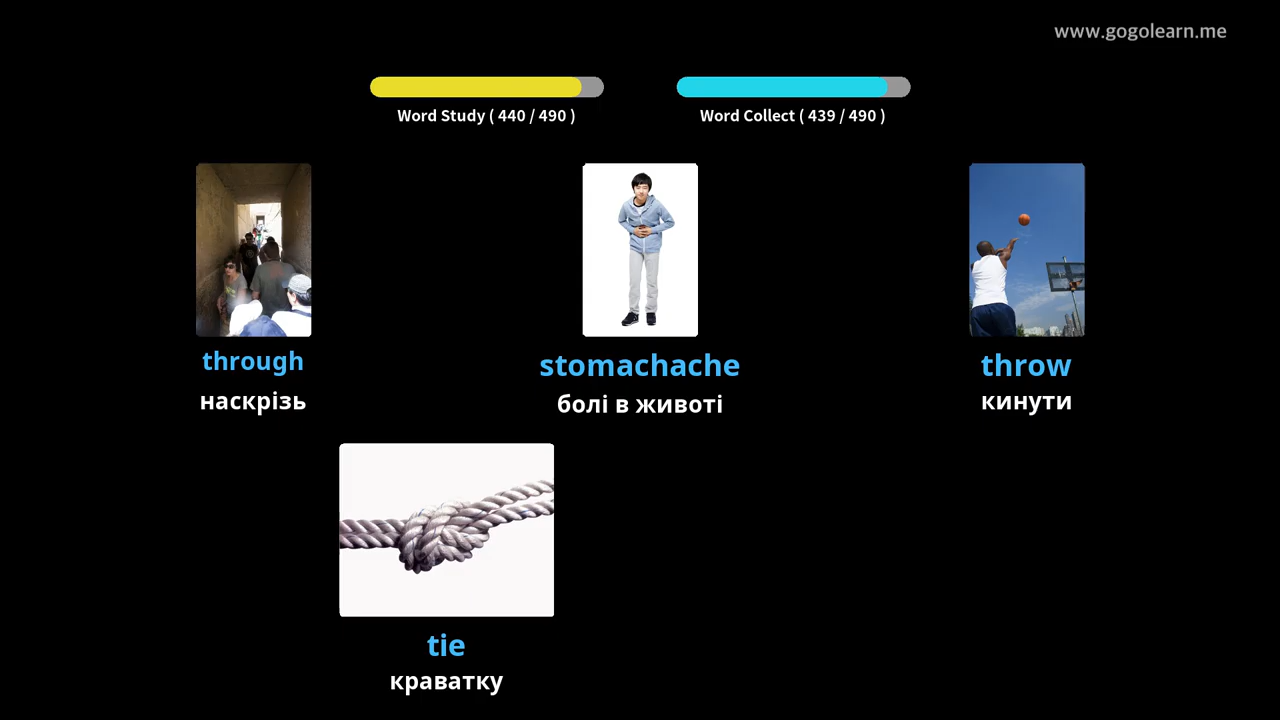 www.gogolearn.me
Word Study ( 440 / 490 )
Word Collect ( 439 / 490 )
through
stomachache
throw
наскрізь
болі в животі
кинути
tie
краватку